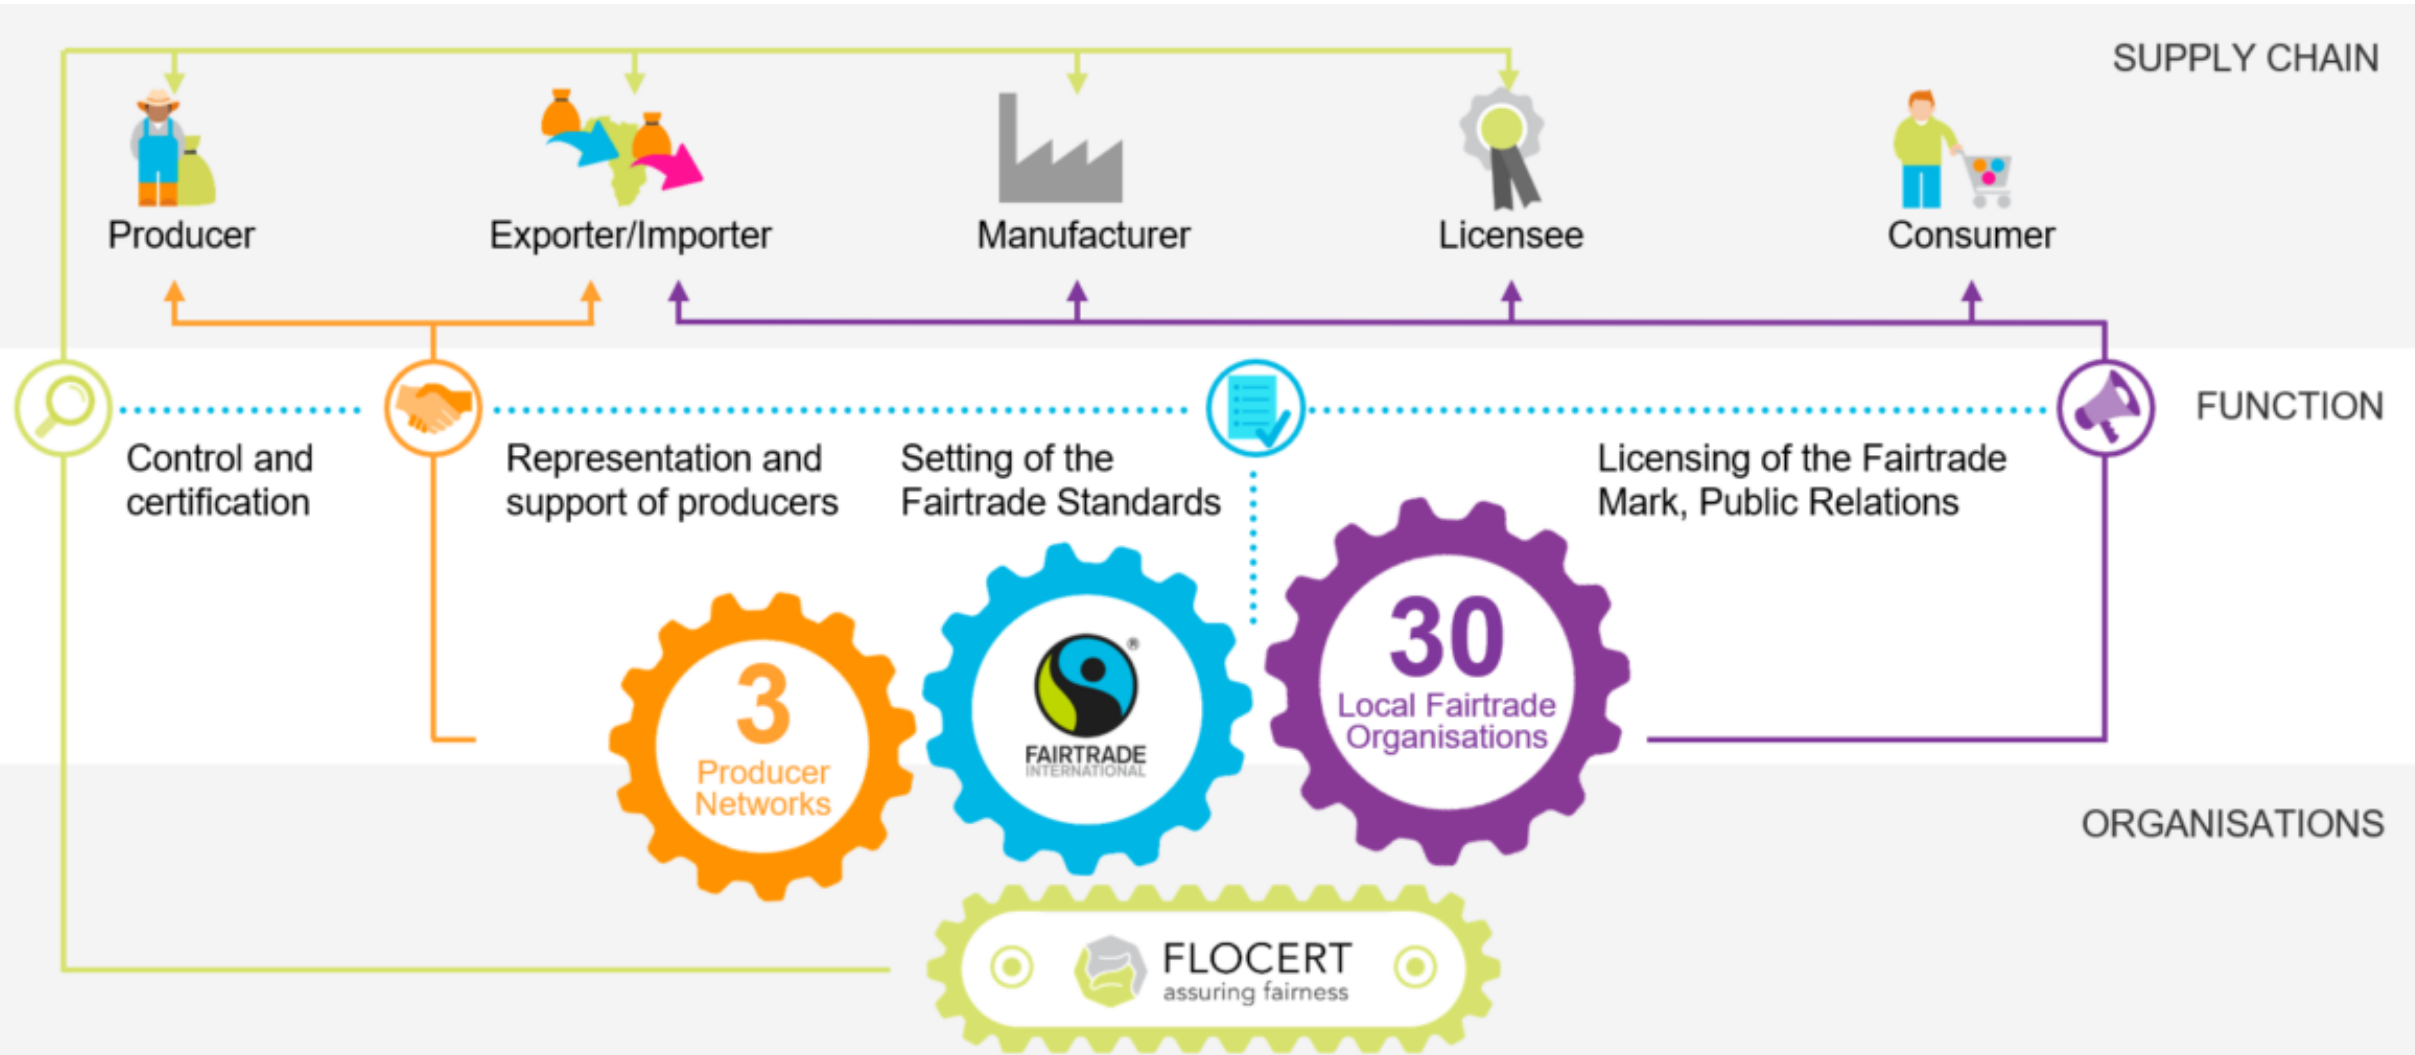 SUPPLY CHAIN
Producer
Exporter/Importer
Manufacturer
Licensee
Consumer
FUNCTION
Control and
certification
Representation and
support of producers
Setting of the
Fairtrade Standards
Licensing of the Fairtrade
Mark, Public Relations
3
Producer
Networks
®
FAIRTRADE
INTERNATIONAL
30
Local Fairtrade
Organisations
ORGANISATIONS
FLOCERT
assuring fairness